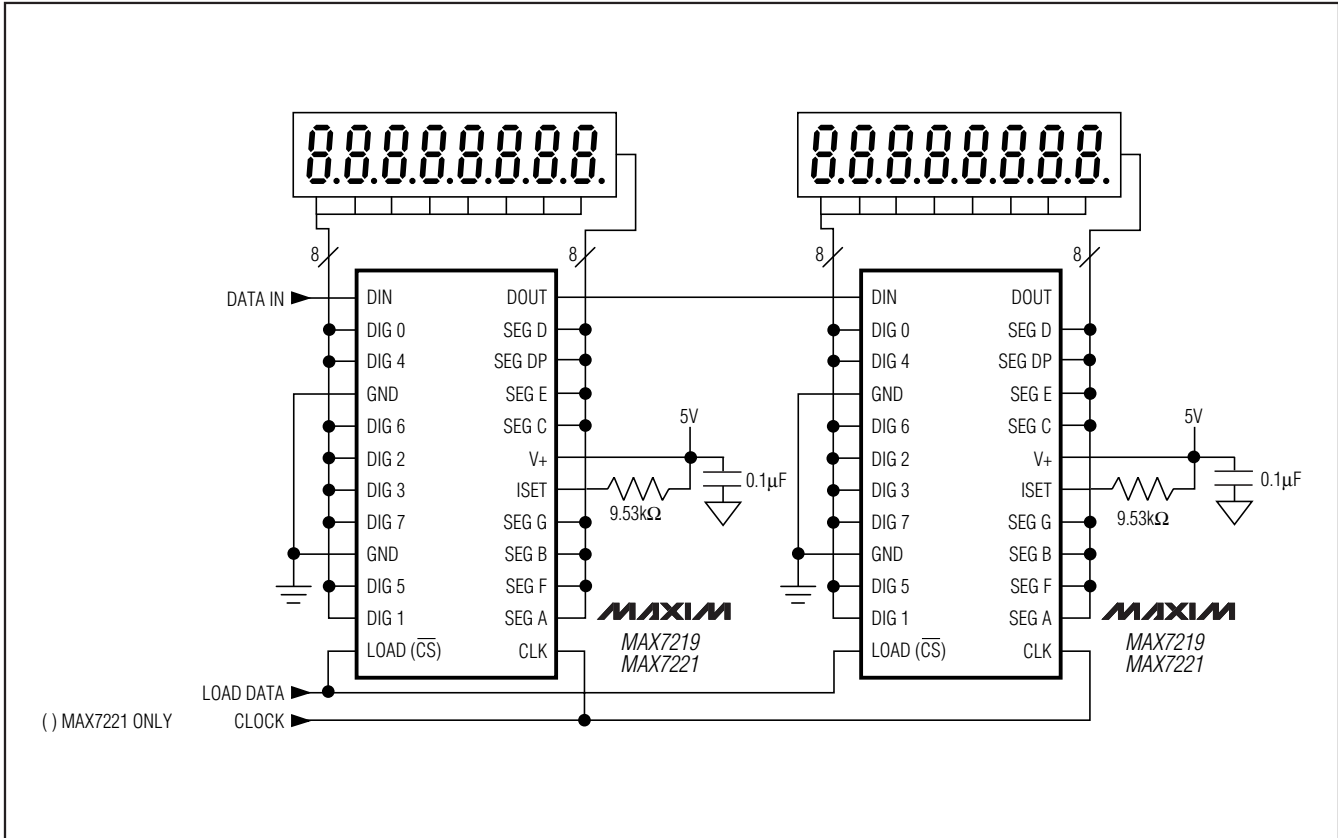 8.8.8.8.8.8.8.8.
8.8.8.8.8.8.8.8.
8
8
8
8
DATA IN
DIN
DOUT
DIG 0
SEG D
DIG 4
SEG DP
GND
SEG E
DIG 6
SEG C
DIG 2
V+
DIG 3
ISET
DIG 7
SEG G
GND
SEG B
DIG 5
SEG F
DIG 1
SEG A
LOAD (C̅S̅)
CLK
5V
0.1µF
9.53kΩ
MAXIM
MAX7219
MAX7221
DIN
DOUT
DIG 0
SEG D
DIG 4
SEG DP
GND
SEG E
DIG 6
SEG C
DIG 2
V+
DIG 3
ISET
DIG 7
SEG G
GND
SEG B
DIG 5
SEG F
DIG 1
SEG A
LOAD (C̅S̅)
CLK
5V
0.1µF
9.53kΩ
MAXIM
MAX7219
MAX7221
LOAD DATA
( ) MAX7221 ONLY
CLOCK